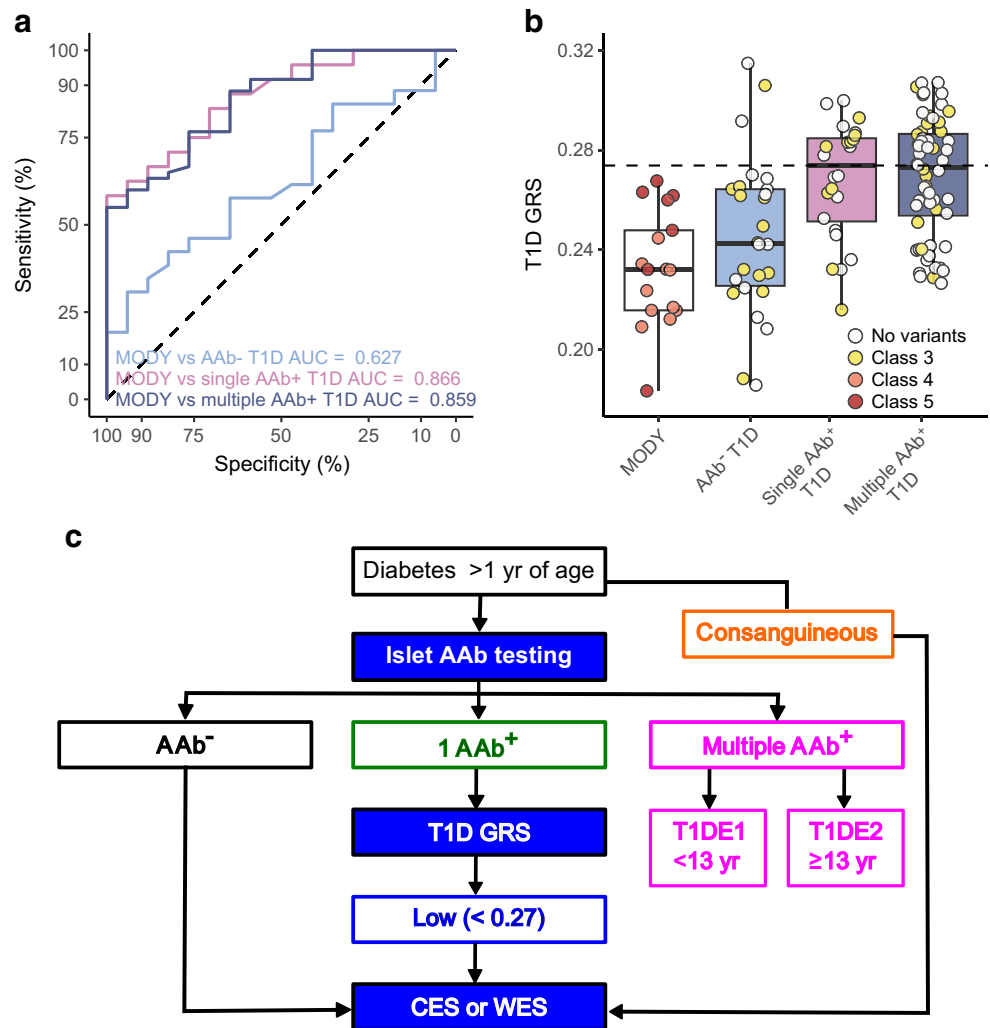 a
100
90
75
50
25
10
0
Sensitivity (%)
MODY vs AAb- T1D AUC = 0.627
MODY vs single AAb+ T1D AUC = 0.866
MODY vs multiple AAb+ T1D AUC = 0.859
100 90 75 50 25 10 0
Specificity (%)
b
0.32
0.28
0.24
0.20
T1D GRS
No variants
Class 3
Class 4
Class 5
MODY
AAb⁻ T1D
Single AAb⁺
T1D
Multiple AAb⁺
T1D
c
Diabetes >1 yr of age
Consanguineous
Islet AAb testing
AAb⁻
1 AAb⁺
Multiple AAb⁺
T1D GRS
T1DE1
<13 yr
T1DE2
≥13 yr
Low (< 0.27)
CES or WES